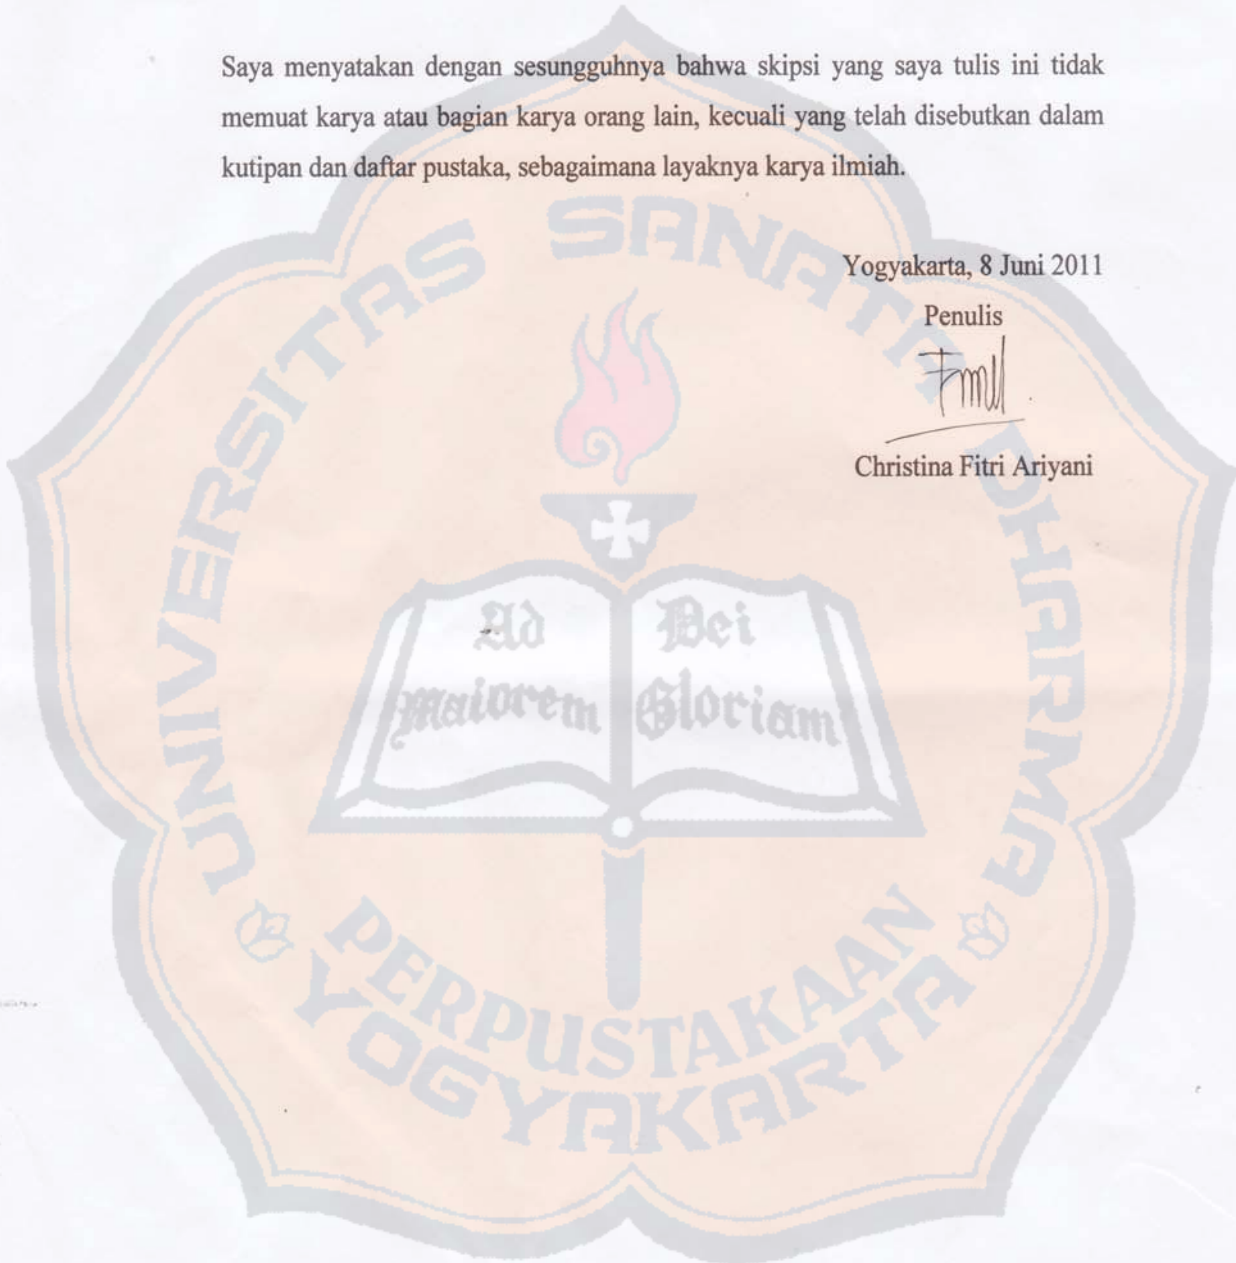 Saya menyatakan dengan sesungguhnya bahwa skipsi yang saya tulis ini tidak
memuat karya atau bagian karya orang lain, kecuali yang telah disebutkan dalam
kutipan dan daftar pustaka, sebagaimana layaknya karya ilmiah.
Yogyakarta, 8 Juni 2011
Penulis
Christina Fitri Ariyani
UNIVERSITAS SANATA DHARMA
Ad Dei
maiorem Gloriam
PERPUSTAKAAN
YOGYAKARTA